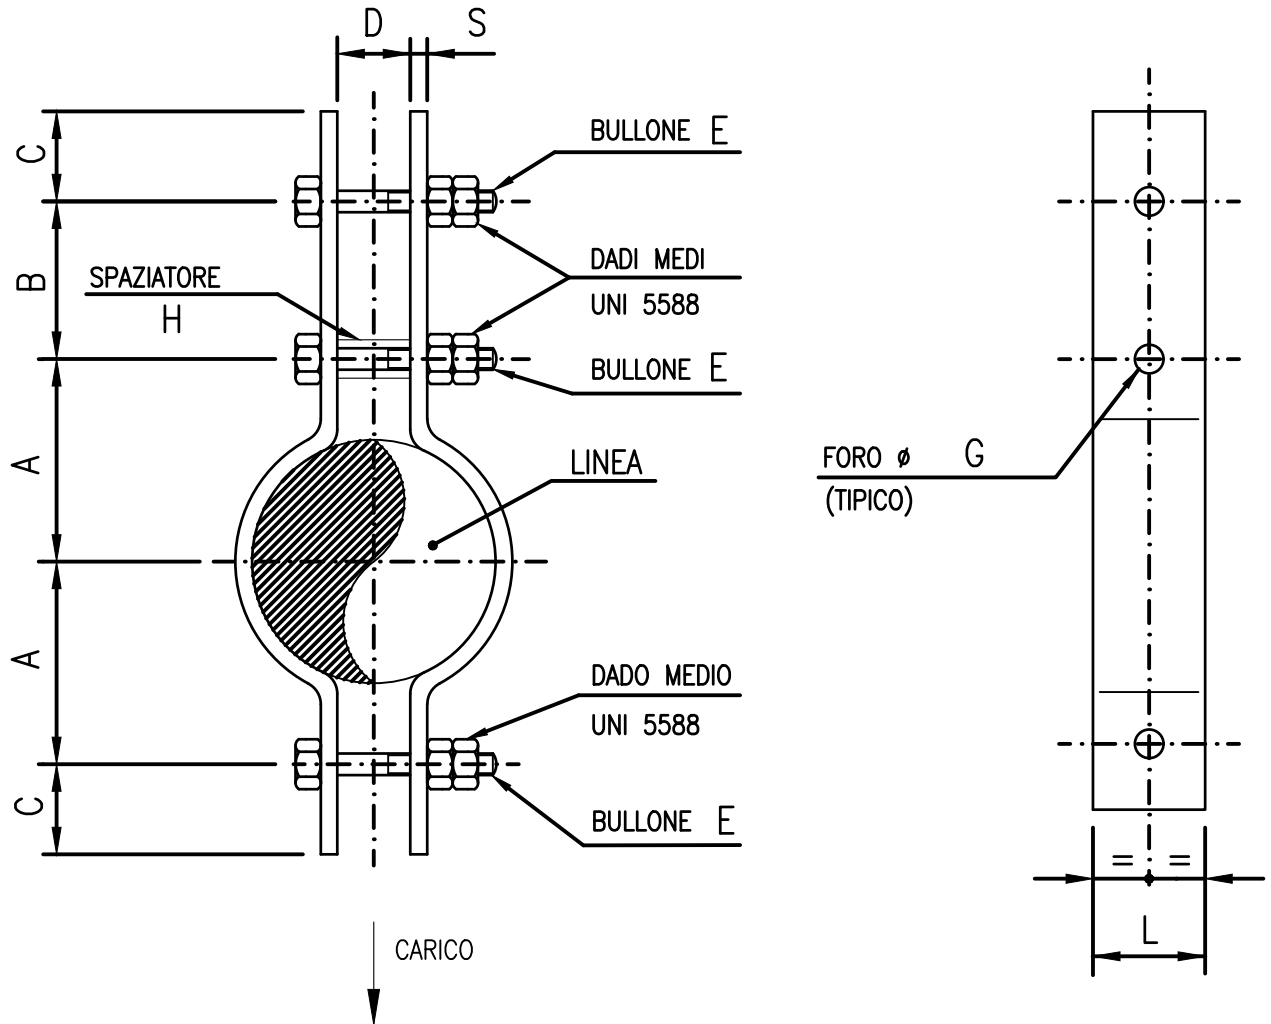 D
S
C
BULLONE E
B
SPAZIATORE
H
DADI MEDI
UNI 5588
BULLONE E
A
LINEA
FORO ø G
(TIPICO)
A
DADO MEDIO
UNI 5588
C
BULLONE E
= =
L
CARICO